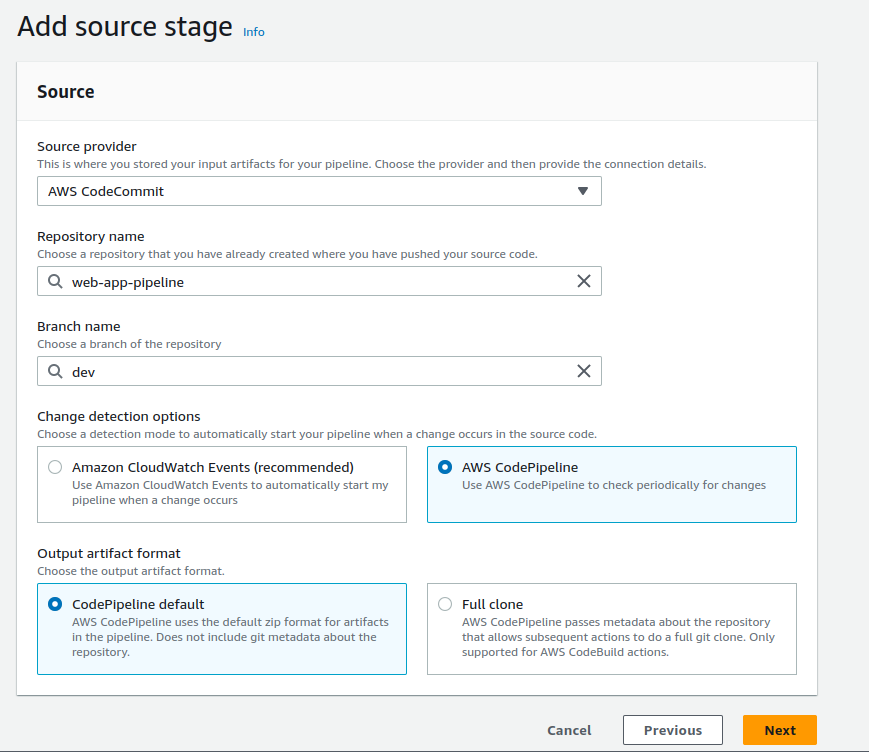 Add source stage Info
Source
Source provider
This is where you stored your input artifacts for your pipeline. Choose the provider and then provide the connection details.
AWS CodeCommit
Repository name
Choose a repository that you have already created where you have pushed your source code.
web-app-pipeline
Branch name
Choose a branch of the repository
dev
Change detection options
Choose a detection mode to automatically start your pipeline when a change occurs in the source code.
Amazon CloudWatch Events (recommended)
Use Amazon CloudWatch Events to automatically start my
pipeline when a change occurs
AWS CodePipeline
Use AWS CodePipeline to check periodically for changes
Output artifact format
Choose the output artifact format.
CodePipeline default
AWS CodePipeline uses the default zip format for artifacts
in the pipeline. Does not include git metadata about the
repository.
Full clone
AWS CodePipeline passes metadata about the repository
that allows subsequent actions to do a full git clone. Only
supported for AWS CodeBuild actions.
Cancel Previous Next